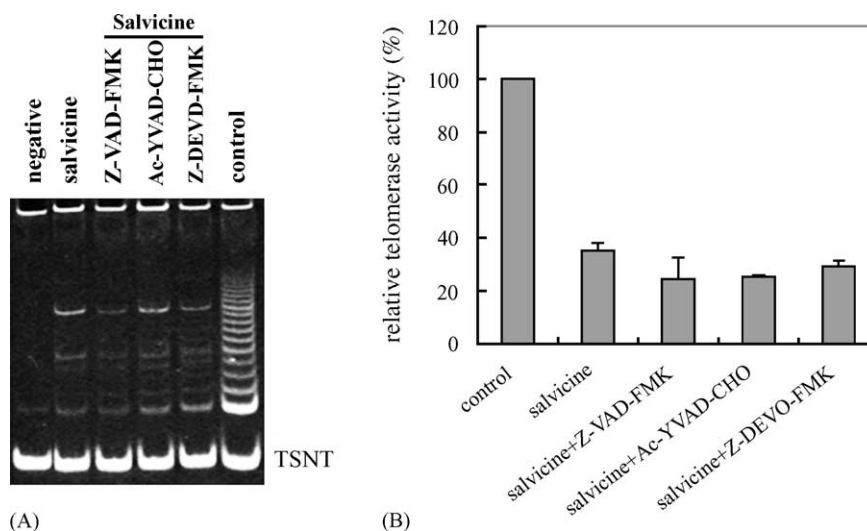 Salvicine
negative
salvicine
Z-VAD-FMK
Ac-YVAD-CHO
Z-DEVD-FMK
control
TSNT
(A)
B
relative telomerase activity (%)
120
100
80
60
40
20
0
control
salvicine
salvicine+Z-VAD-FMK
salvicine+Ac-YVAD-CHO
salvicine+Z-DEVO-FMK
(B)